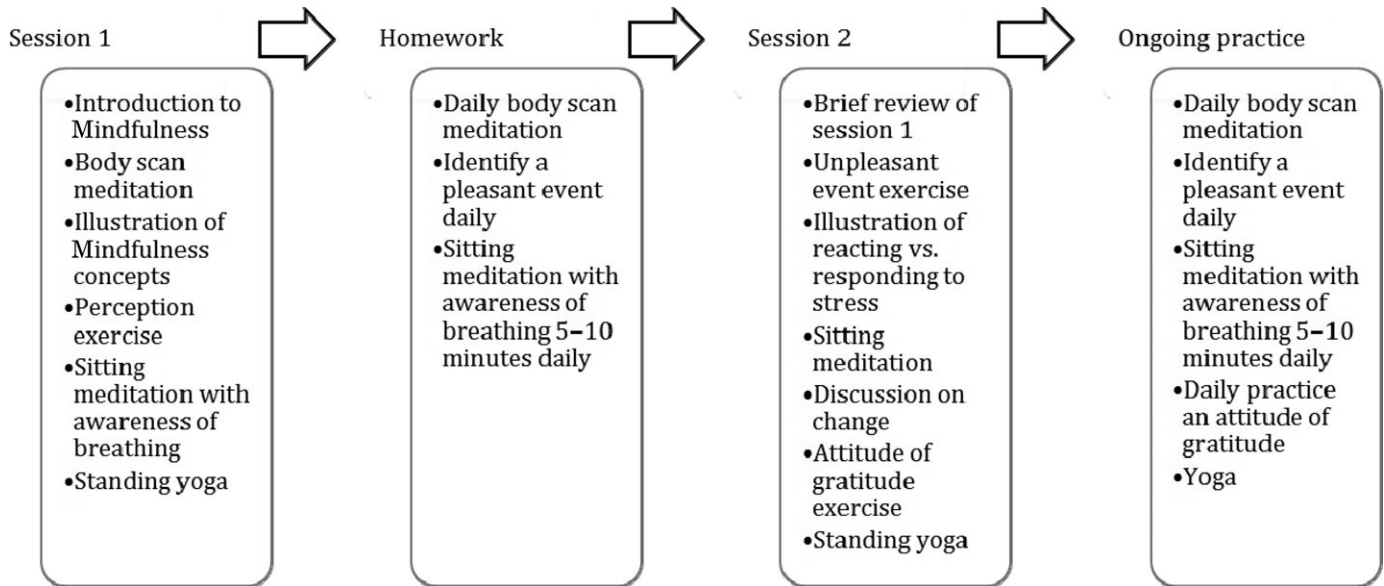 Session 1
Homework
Session 2
Ongoing practice
•Introduction to
Mindfulness
•Body scan
meditation
•Illustration of
Mindfulness
concepts
•Perception
exercise
•Sitting
meditation with
awareness of
breathing
•Standing yoga
•Daily body scan
meditation
•Identify a
pleasant event
daily
•Sitting
meditation with
awareness of
breathing 5–10
minutes daily
•Brief review of
session 1
•Unpleasant
event exercise
•Illustration of
reacting vs.
responding to
stress
•Sitting
meditation
•Discussion on
change
•Attitude of
gratitude
exercise
•Standing yoga
•Daily body scan
meditation
•Identify a
pleasant event
daily
•Sitting
meditation with
awareness of
breathing 5–10
minutes daily
•Daily practice
an attitude of
gratitude
•Yoga